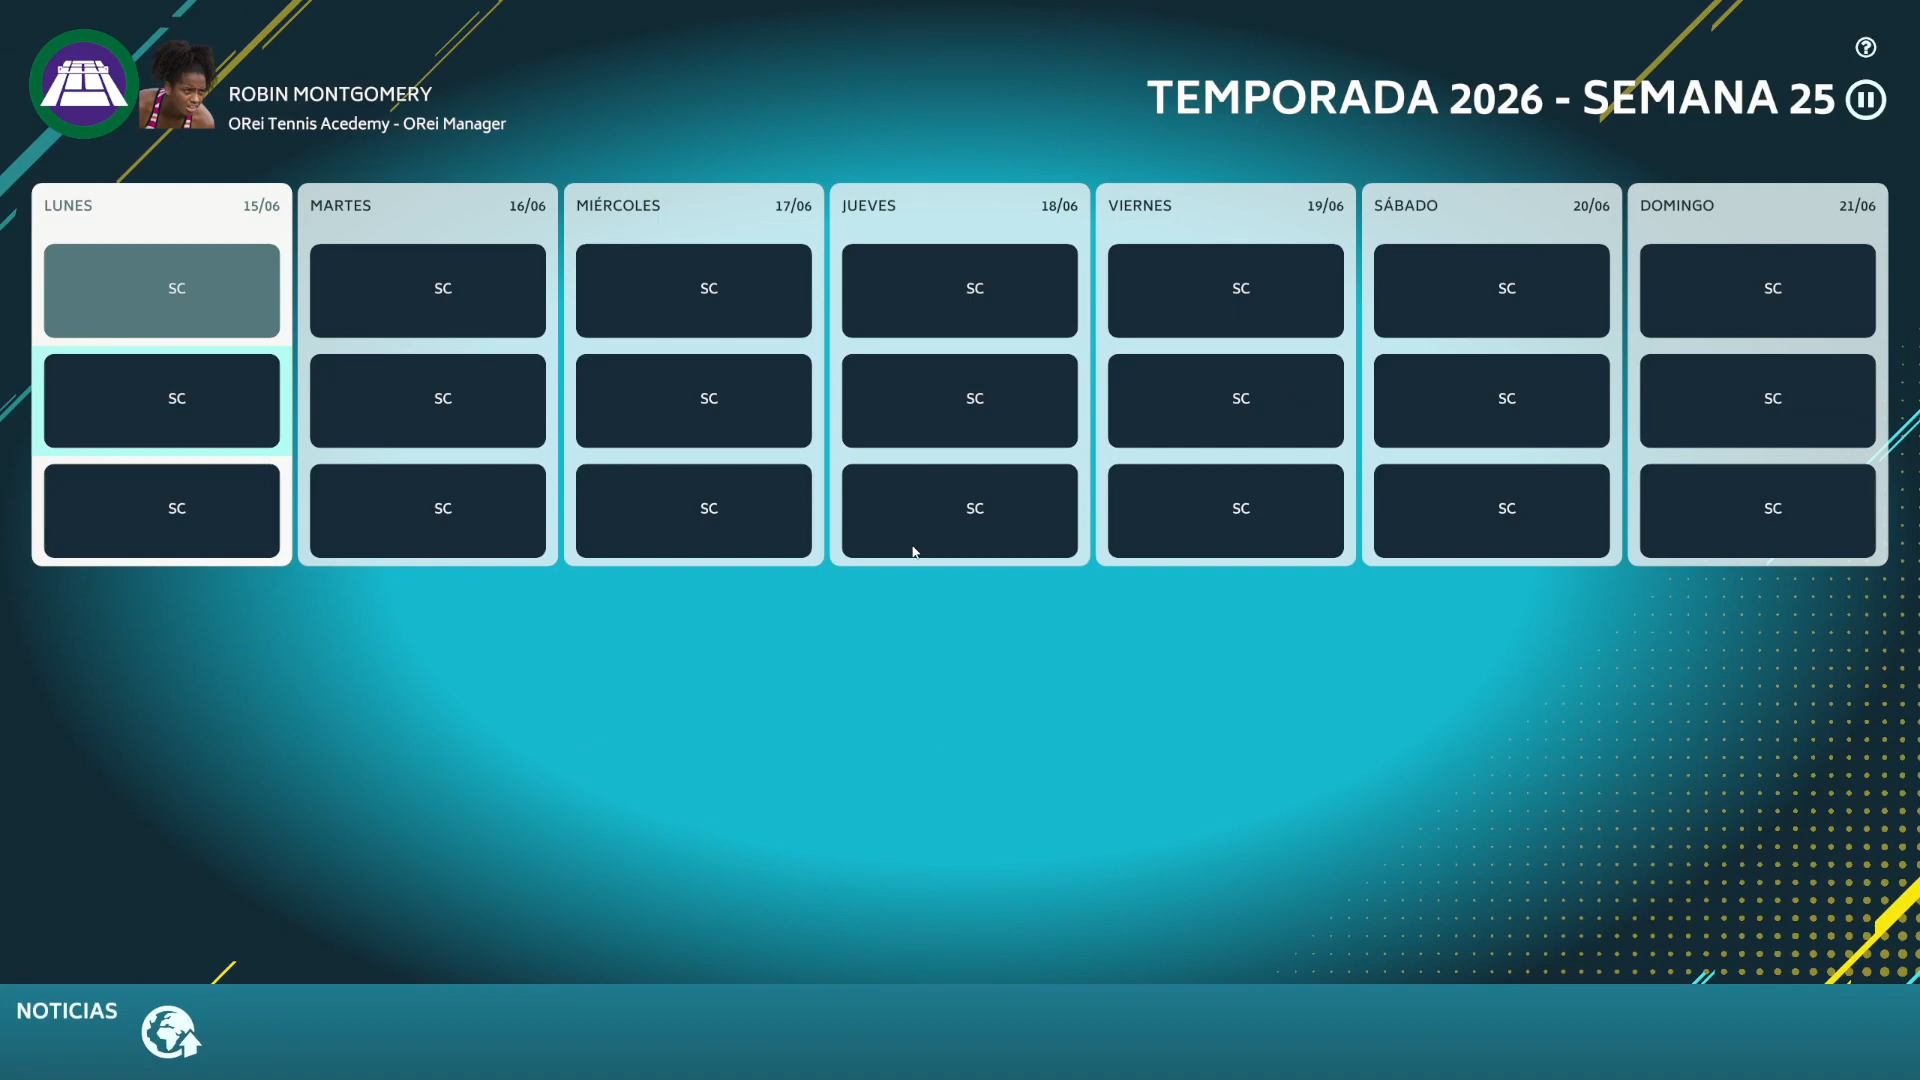 ROBIN MONTGOMERY
ORei Tennis Acedemy - ORei Manager
TEMPORADA 2026 - SEMANA 25
LUNES 15/06
MARTES 16/06
MIÉRCOLES 17/06
JUEVES 18/06
VIERNES 19/06
SÁBADO 20/06
DOMINGO 21/06
SC SC SC SC SC SC SC
SC SC SC SC SC SC SC
SC SC SC SC SC SC SC
NOTICIAS